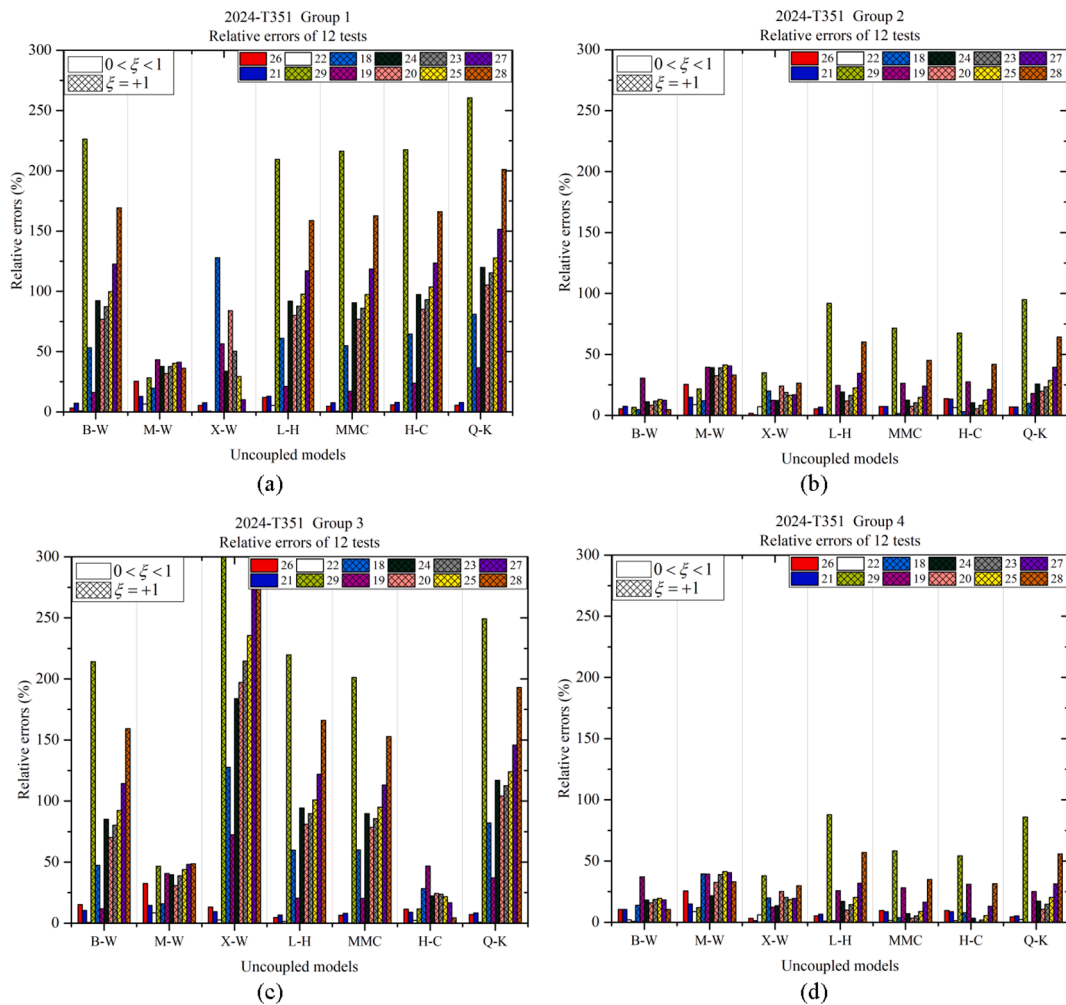 2024-T351 Group 1
Relative errors of 12 tests
300
250
200
150
100
50
0
Relative errors (%)
0 < ξ < 1
ξ = +1
26 22 18 24 23 27
21 29 19 20 25 28
B-W M-W X-W L-H MMC H-C Q-K
Uncoupled models
(a)
2024-T351 Group 2
Relative errors of 12 tests
300
250
200
150
100
50
0
Relative errors (%)
0 < ξ < 1
ξ = +1
26 22 18 24 23 27
21 29 19 20 25 28
B-W M-W X-W L-H MMC H-C Q-K
Uncoupled models
(b)
2024-T351 Group 3
Relative errors of 12 tests
300
250
200
150
100
50
0
Relative errors (%)
0 < ξ < 1
ξ = +1
26 22 18 24 23 27
21 29 19 20 25 28
B-W M-W X-W L-H MMC H-C Q-K
Uncoupled models
(c)
2024-T351 Group 4
Relative errors of 12 tests
300
250
200
150
100
50
0
Relative errors (%)
0 < ξ < 1
ξ = +1
26 22 18 24 23 27
21 29 19 20 25 28
B-W M-W X-W L-H MMC H-C Q-K
Uncoupled models
(d)